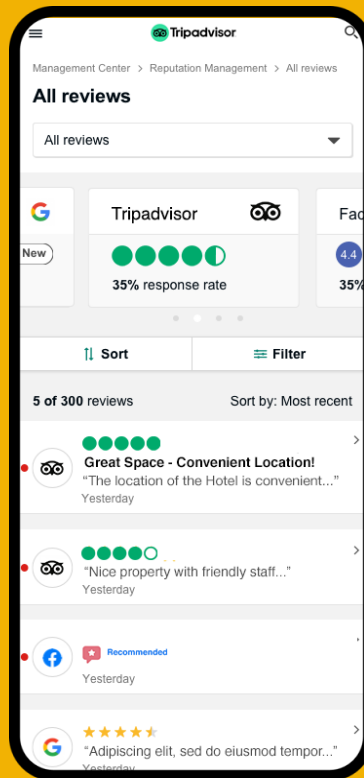 Tripadvisor
Management Center > Reputation Management > All reviews
All reviews
All reviews
New
Tripadvisor
35% response rate
Fac
4.4
35%
Sort
Filter
5 of 300 reviews
Sort by: Most recent
Great Space - Convenient Location!
“The location of the Hotel is convenient...”
Yesterday
“Nice property with friendly staff...”
Yesterday
Recommended
Yesterday
“Adipiscing elit, sed do eiusmod tempor...”
Yesterday